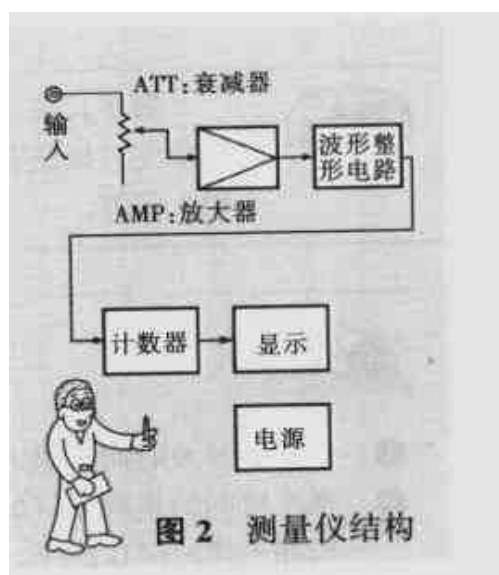 ATT:衰减器
输
入
波形整
形电路
AMP:放大器
计数器
显示
电源
图2 测量仪结构